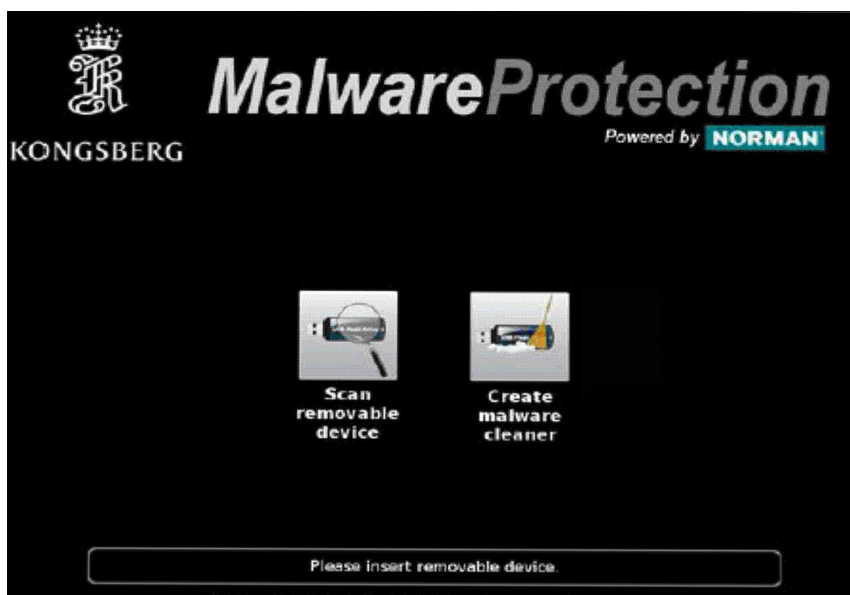 MalwareProtection
Powered by NORMAN
KONGSBERG
Scan
removable
device
Create
malware
cleaner
Please insert removable device.